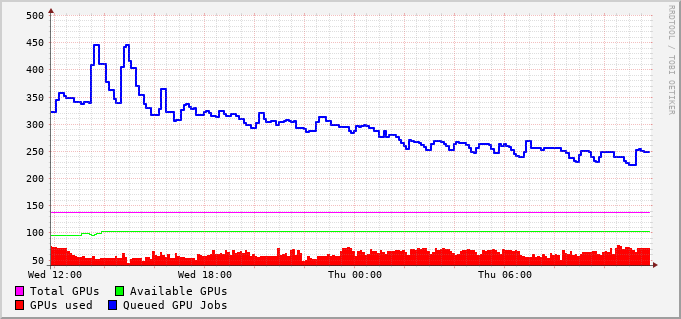 500
450
400
350
300
250
200
150
100
50
Wed 12:00 Wed 18:00 Thu 00:00 Thu 06:00
Total GPUs Available GPUs
GPUs used Queued GPU Jobs
RRDTOOL / TOBI OETIKER